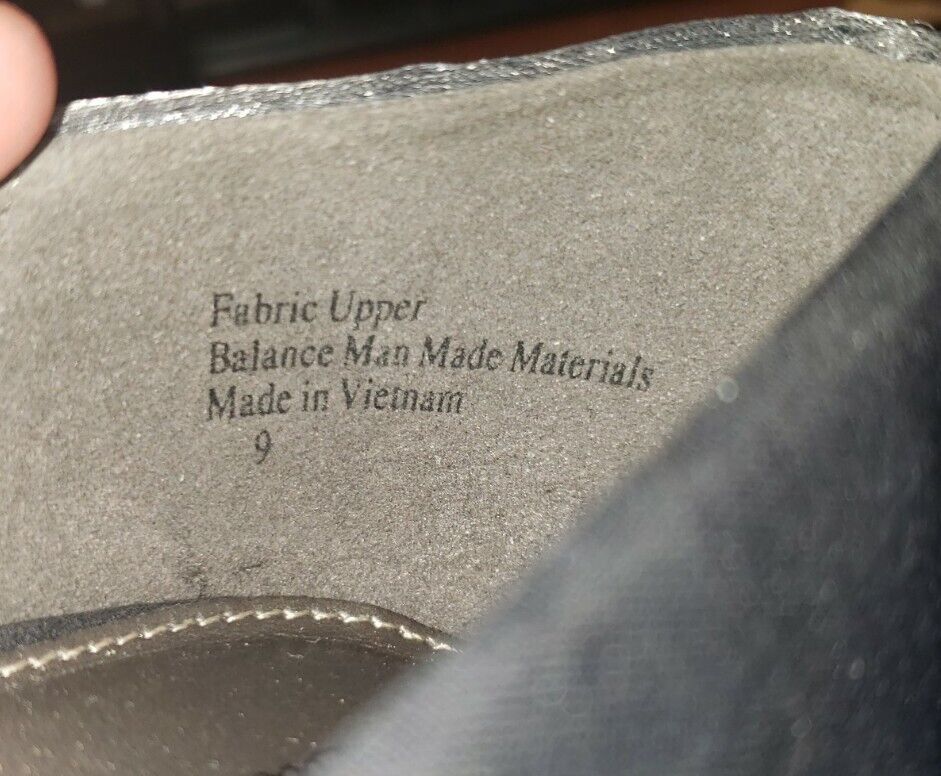 Fabric Upper
Balance Man Made Materials
Made in Vietnam
9